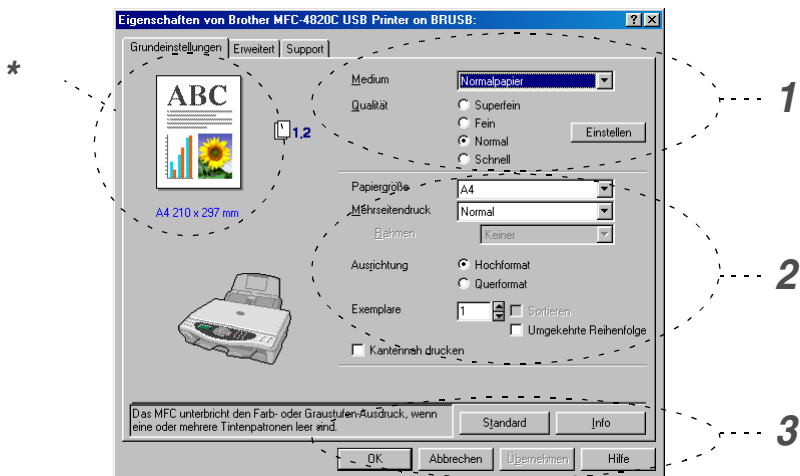 Eigenschaften von Brother MFC-4820C USB Printer on BRUSB:
Grundeinstellungen Erweitert Support
*
ABC
1,2
A4 210 x 297 mm
Medium Normalpapier
Qualität Superfein
Fein
Normal
Schnell
Einstellen
1
Papiergröße A4
Mehrseitendruck Normal
Rahmen Keiner
Ausrichtung Hochformat
Querformat
Exemplare 1 Sortieren
Umgekehrte Reihenfolge
Kantennah drucken
2
Das MFC unterbricht den Farb- oder Graustufen-Ausdruck, wenn
eine oder mehrere Tintenpatronen leer sind.
Standard Info
3
OK Abbrechen Übernehmen Hilfe